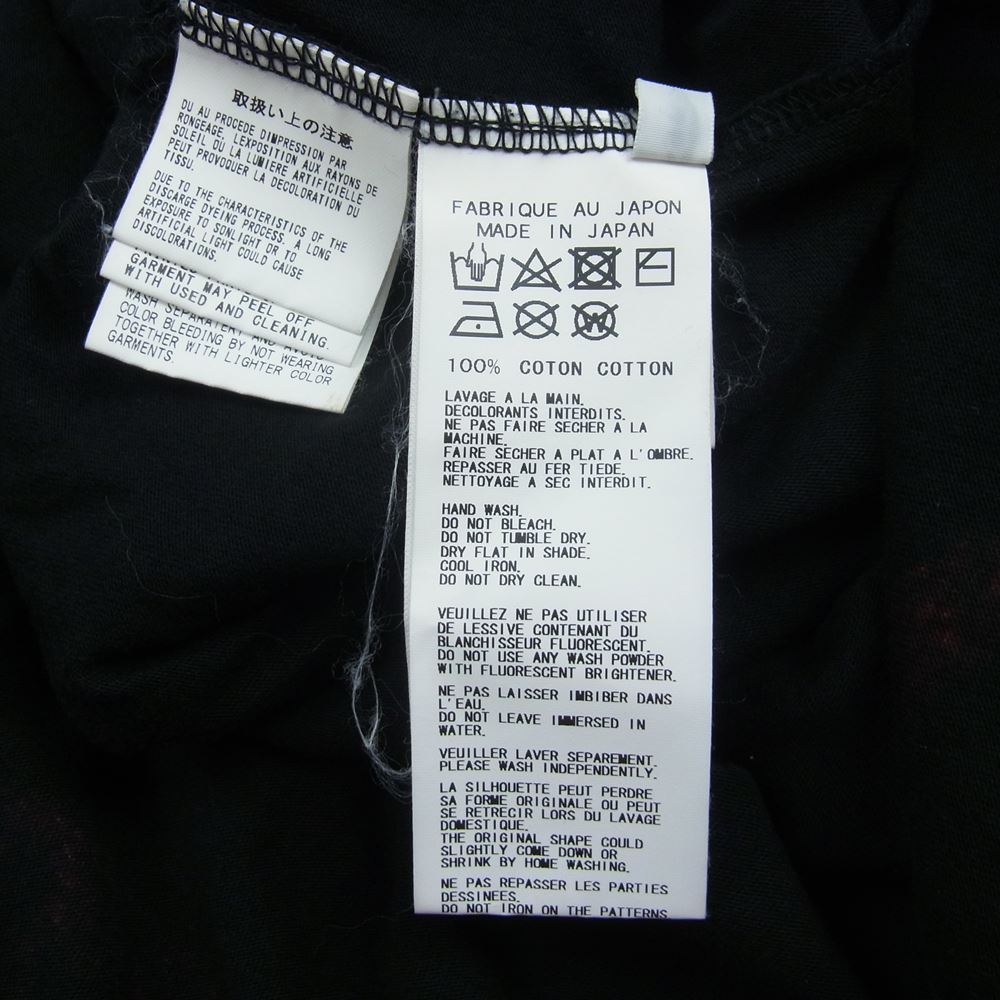 取扱い上の注意
DU AU PROCEDE D'IMPRESSION PAR
RONGEAGE, L'EXPOSITION AUX RAYONS DE
SOLEIL OU LA LUMIERE ARTIFICIELLE
PEUT PROVOQUER LA DECOLORATION DU
TISSU.
DUE TO THE CHARACTERISTICS OF THE
DISCARGE DYEING PROCESS, A LONG
EXPOSURE TO SONLIGHT OR TO
ARTIFICIAL LIGHT COULD CAUSE
DISCOLORATIONS.
GARMENT MAY PEEL OFF
WITH USED AND CLEANING.
WASH SEPARATERY AND AVOID
COLOR BLEEDING BY NOT WEARING
TOGETHER WITH LIGHTER COLOR
GARMENTS.
FABRIQUE AU JAPON
MADE IN JAPAN
W
100% COTON COTTON
LAVAGE A LA MAIN.
DECOLORANTS INTERDITS.
NE PAS FAIRE SECHER A LA
MACHINE.
FAIRE SECHER A PLAT A L'OMBRE.
REPASSER AU FER TIEDE.
NETTOYAGE A SEC INTERDIT.
HAND WASH.
DO NOT BLEACH.
DO NOT TUMBLE DRY.
DRY FLAT IN SHADE.
COOL IRON.
DO NOT DRY CLEAN.
VEUILLEZ NE PAS UTILISER
DE LESSIVE CONTENANT DU
BLANCHISSEUR FLUORESCENT.
DO NOT USE ANY WASH POWDER
WITH FLUORESCENT BRIGHTENER.
NE PAS LAISSER IMBIBER DANS
L'EAU.
DO NOT LEAVE IMMERSED IN
WATER.
VEUILLER LAVER SEPAREMENT.
PLEASE WASH INDEPENDENTLY.
LA SILHOUETTE PEUT PERDRE
SA FORME ORIGINALE OU PEUT
SE RETRECIR LORS DU LAVAGE
DOMESTIQUE.
THE ORIGINAL SHAPE COULD
SLIGHTLY COME DOWN OR
SHRINK BY HOME WASHING.
NE PAS REPASSER LES PARTIES
DESSINEES.
DO NOT IRON ON THE PATTERNS